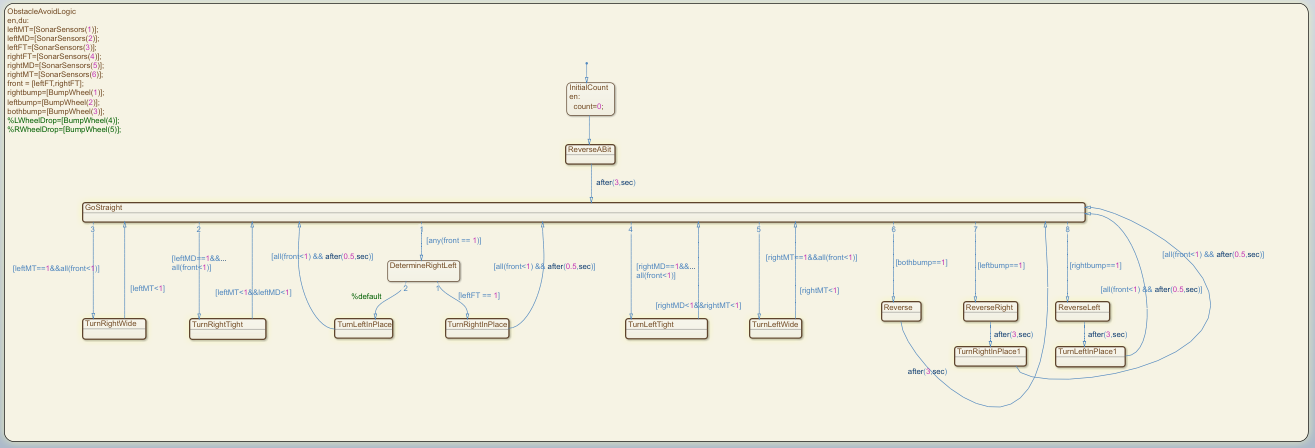 ObstacleAvoidLogic
en,du:
leftMT=[SonarSensors(1)];
leftMD=[SonarSensors(2)];
leftFT=[SonarSensors(3)];
rightFT=[SonarSensors(4)];
rightMD=[SonarSensors(5)];
rightMT=[SonarSensors(6)];
front = [leftFT,rightFT];
rightbump=[BumpWheel(1)];
leftbump=[BumpWheel(2)];
bothbump=[BumpWheel(3)];
%LWheelDrop=[BumpWheel(4)];
%RWheelDrop=[BumpWheel(5)];
InitialCount
en:
count=0;
ReverseABit
after(3,sec)
GoStraight
3
2
1
4
5
6
7
8
[leftMT==1&&all(front<1)]
[leftMT<1]
TurnRightWide
[leftMD==1&&...
all(front<1)]
[leftMT<1&&leftMD<1]
TurnRightTight
[all(front<1) && after(0.5,sec)]
[any(front == 1)]
DetermineRightLeft
2
1
%default
[leftFT == 1]
TurnLeftInPlace
TurnRightInPlace
[all(front<1) && after(0.5,sec)]
[rightMD==1&&...
all(front<1)]
[rightMD<1&&rightMT<1]
TurnLeftTight
[rightMT==1&&all(front<1)]
[rightMT<1]
TurnLeftWide
[bothbump==1]
Reverse
after(3,sec)
[leftbump==1]
ReverseRight
after(3,sec)
TurnRightInPlace1
[rightbump==1]
ReverseLeft
after(3,sec)
TurnLeftInPlace1
[all(front<1) && after(0.5,sec)]
[all(front<1) && after(0.5,sec)]